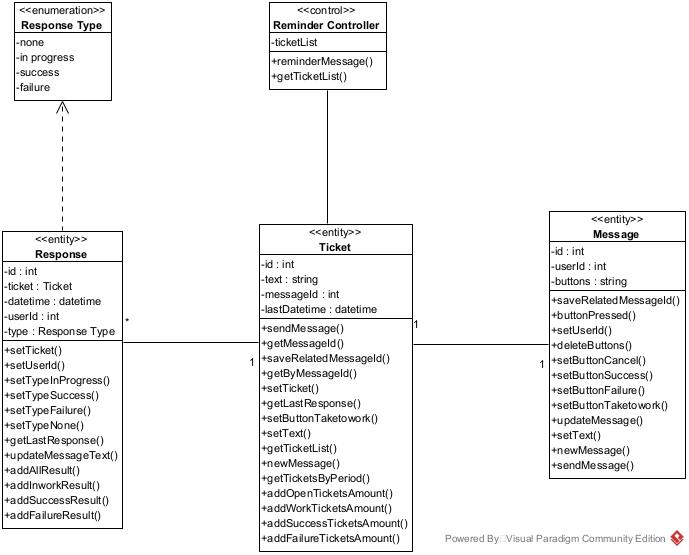 <<enumeration>>
Response Type
-none
-in progress
-success
-failure
<<control>>
Reminder Controller
-ticketList
+reminderMessage()
+getTicketList()
<<entity>>
Response
-id : int
-ticket : Ticket
-datetime : datetime
-userId : int
-type : Response Type
+setTicket()
+setUserId()
+setTypeInProgress()
+setTypeSuccess()
+setTypeFailure()
+setTypeNone()
+getLastResponse()
+updateMessageText()
+addAllResult()
+addInworkResult()
+addSuccessResult()
+addFailureResult()
*
1
<<entity>>
Ticket
-id : int
-text : string
-messageId : int
-lastDatetime : datetime
+sendMessage()
+getMessageId()
+saveRelatedMessageId()
+getByMessageId()
+setTicket()
+getLastResponse()
+setButtonTaketowork()
+setText()
+getTicketList()
+newMessage()
+getTicketsByPeriod()
+addOpenTicketsAmount()
+addWorkTicketsAmount()
+addSuccessTicketsAmount()
+addFailureTicketsAmount()
1
1
<<entity>>
Message
-id : int
-userId : int
-buttons : string
+saveRelatedMessageId()
+buttonPressed()
+setUserId()
+deleteButtons()
+setButtonCancel()
+setButtonSuccess()
+setButtonFailure()
+setButtonTaketowork()
+updateMessage()
+setText()
+newMessage()
+sendMessage()
Powered By Visual Paradigm Community Edition